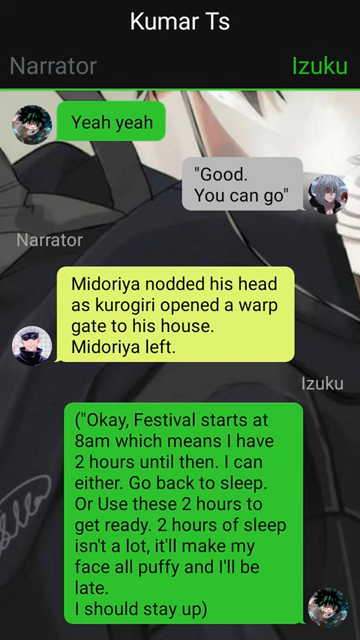 Kumar Ts
Narrator
Izuku
Yeah yeah
"Good.
You can go"
Narrator
Midoriya nodded his head
as kurogiri opened a warp
gate to his house.
Midoriya left.
Izuku
("Okay, Festival starts at
8am which means I have
2 hours until then. I can
either. Go back to sleep.
Or Use these 2 hours to
get ready. 2 hours of sleep
isn't a lot, it'll make my
face all puffy and I'll be
late.
I should stay up)